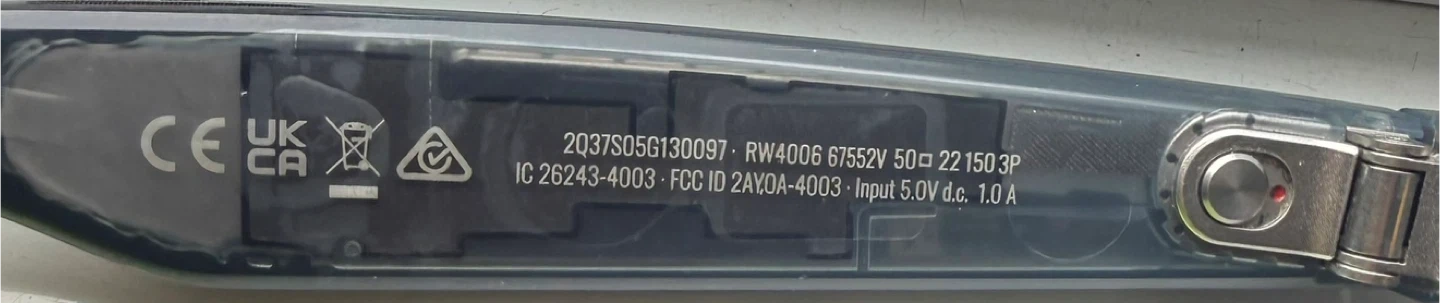 CE UK CA
2Q37S05G130097 · RW4006 67552V 50□22 150 3P
IC 26243-4003 · FCC ID 2AYOA-4003 · Input 5.0V d.c. 1.0 A